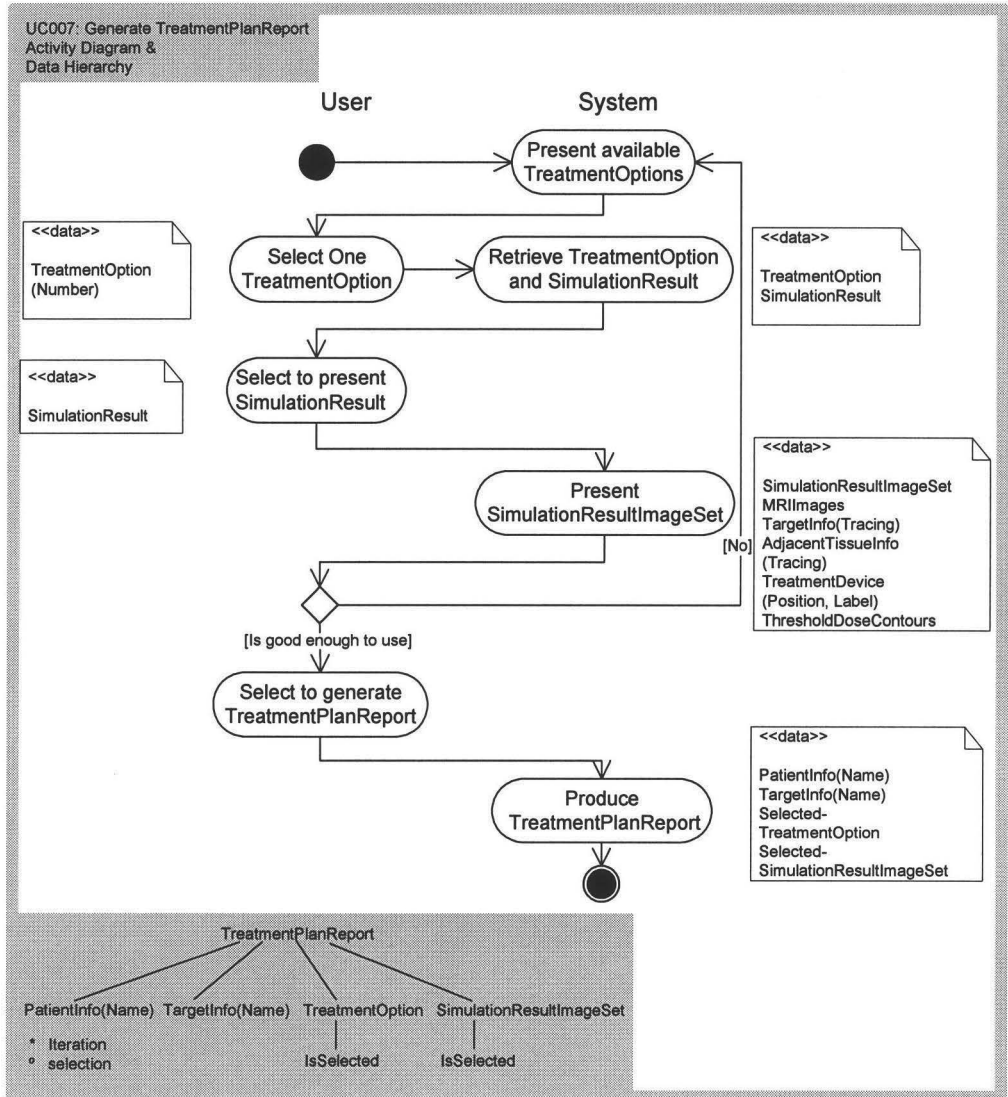 UC007: Generate TreatmentPlanReport
Activity Diagram &
Data Hierarchy
User
System
Present available
TreatmentOptions
<<data>>
TreatmentOption
(Number)
Select One
TreatmentOption
Retrieve TreatmentOption
and SimulationResult
<<data>>
TreatmentOption
SimulationResult
<<data>>
SimulationResult
Select to present
SimulationResult
Present
SimulationResultImageSet
<<data>>
SimulationResultImageSet
MRIImages
TargetInfo(Tracing)
AdjacentTissueInfo
(Tracing)
TreatmentDevice
(Position, Label)
ThresholdDoseContours
[No]
[Is good enough to use]
Select to generate
TreatmentPlanReport
Produce
TreatmentPlanReport
<<data>>
PatientInfo(Name)
TargetInfo(Name)
Selected-
TreatmentOption
Selected-
SimulationResultImageSet
TreatmentPlanReport
PatientInfo(Name) TargetInfo(Name) TreatmentOption SimulationResultImageSet
* Iteration
º selection
IsSelected
IsSelected